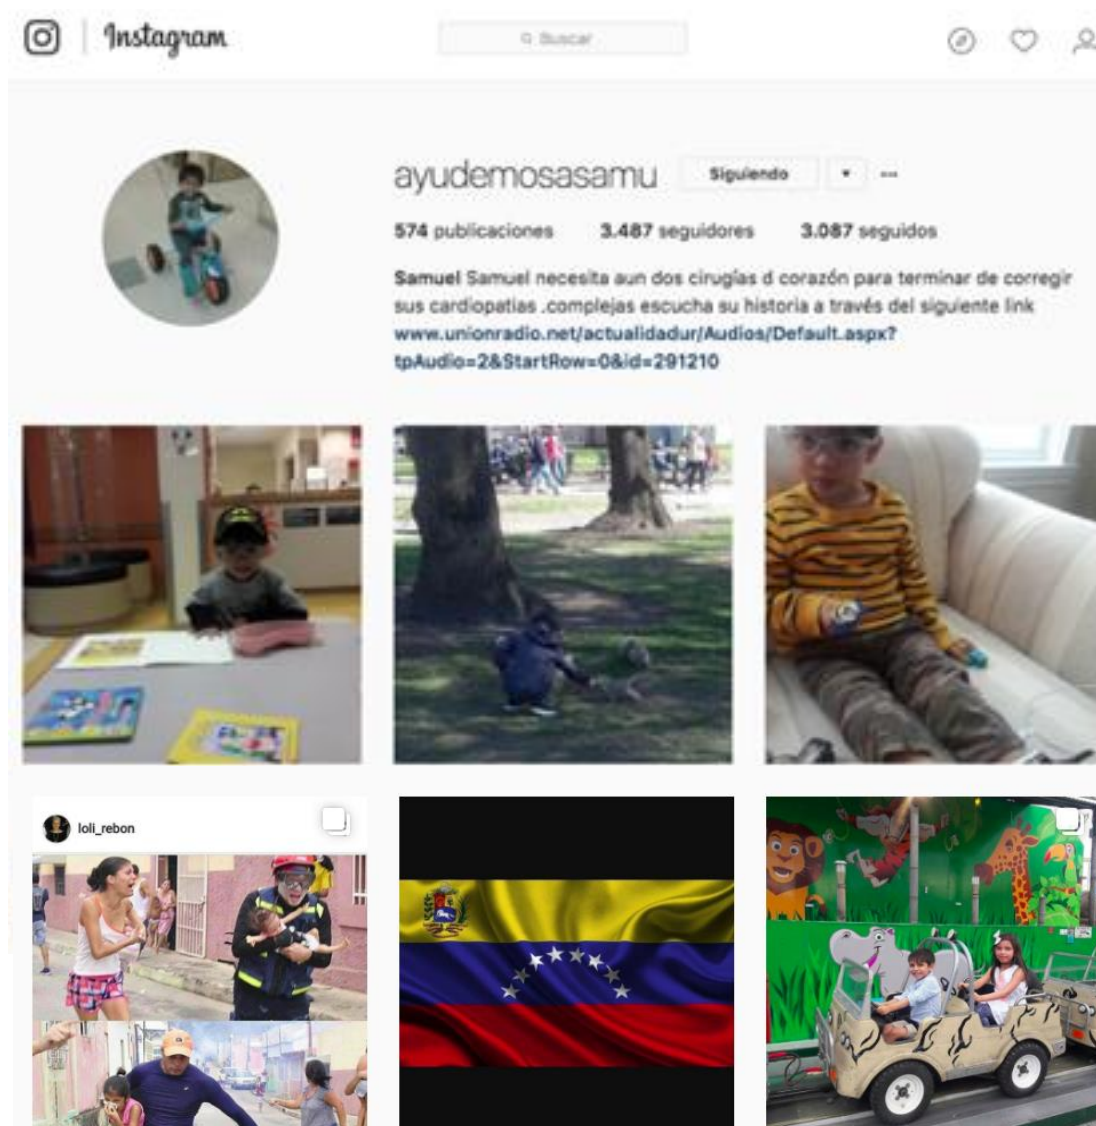 Instagram
Buscar
ayudemosasamu Siguiendo
574 publicaciones 3.487 seguidores 3.087 seguidos
Samuel Samuel necesita aun dos cirugías d corazón para terminar de corregir
sus cardiopatias .complejas escucha su historia a través del siguiente link
www.unionradio.net/actualidadur/Audios/Default.aspx?
tpAudio=2&StartRow=0&id=291210
loli_rebon